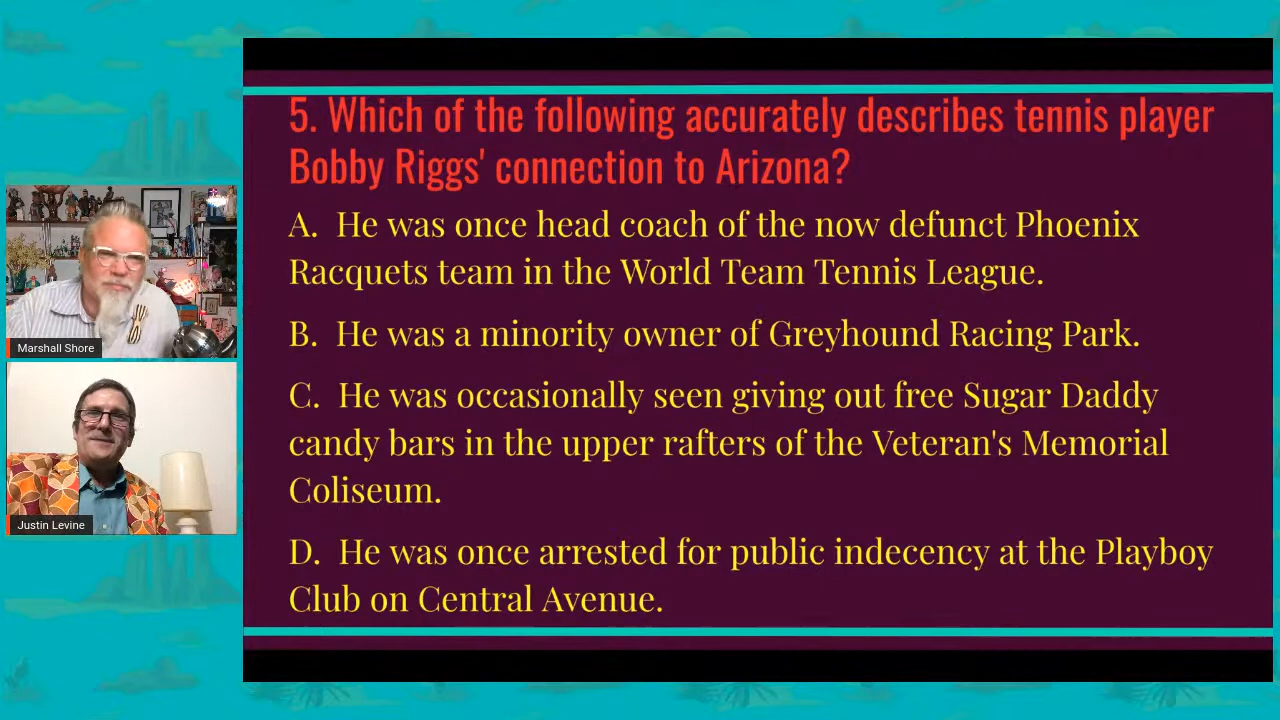 5. Which of the following accurately describes tennis player
Bobby Riggs' connection to Arizona?
A. He was once head coach of the now defunct Phoenix
Racquets team in the World Team Tennis League.
B. He was a minority owner of Greyhound Racing Park.
C. He was occasionally seen giving out free Sugar Daddy
candy bars in the upper rafters of the Veteran's Memorial
Coliseum.
D. He was once arrested for public indecency at the Playboy
Club on Central Avenue.
Marshall Shore
Justin Levine